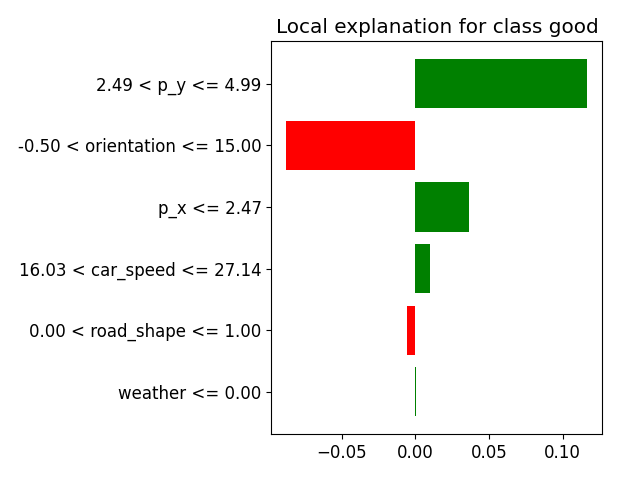 Local explanation for class good
2.49 < p_y <= 4.99
-0.50 < orientation <= 15.00
p_x <= 2.47
16.03 < car_speed <= 27.14
0.00 < road_shape <= 1.00
weather <= 0.00
−0.05 0.00 0.05 0.10